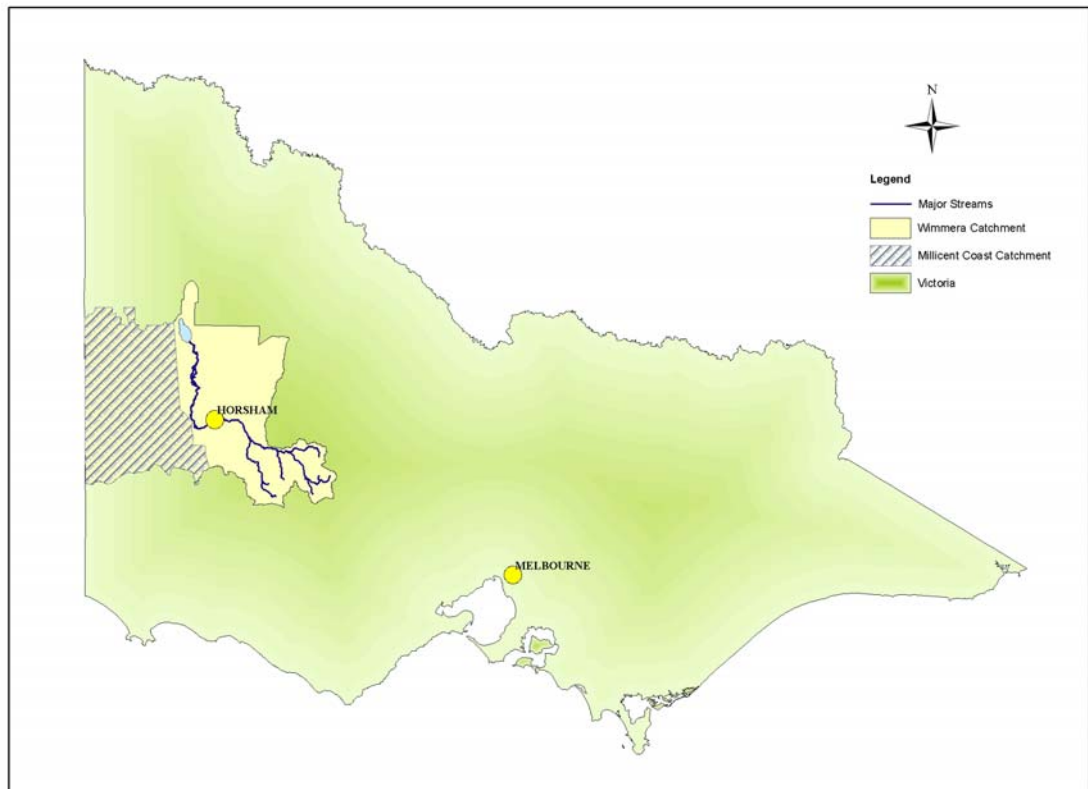 N
Legend
Major Streams
Wimmera Catchment
Millicent Coast Catchment
Victoria
HORSHAM
MELBOURNE